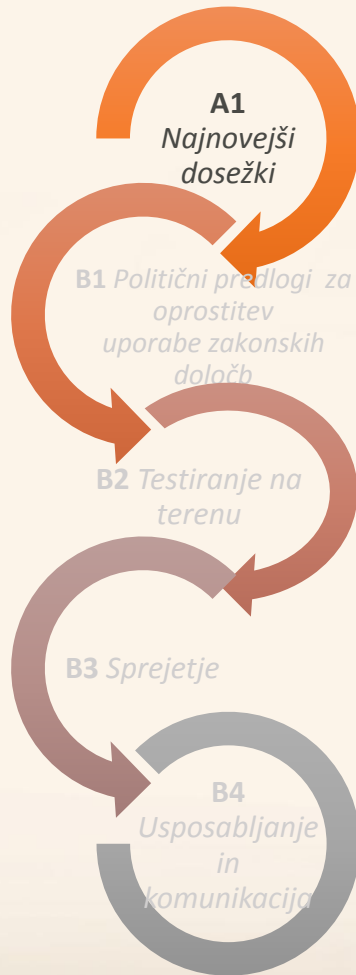 A1
Najnovejši
dosežki
B1 Politični predlogi za
oprostitev
uporabe zakonskih
določb
B2 Testiranje na
terenu
B3 Sprejetje
B4
Usposabljanje
in
komunikacija